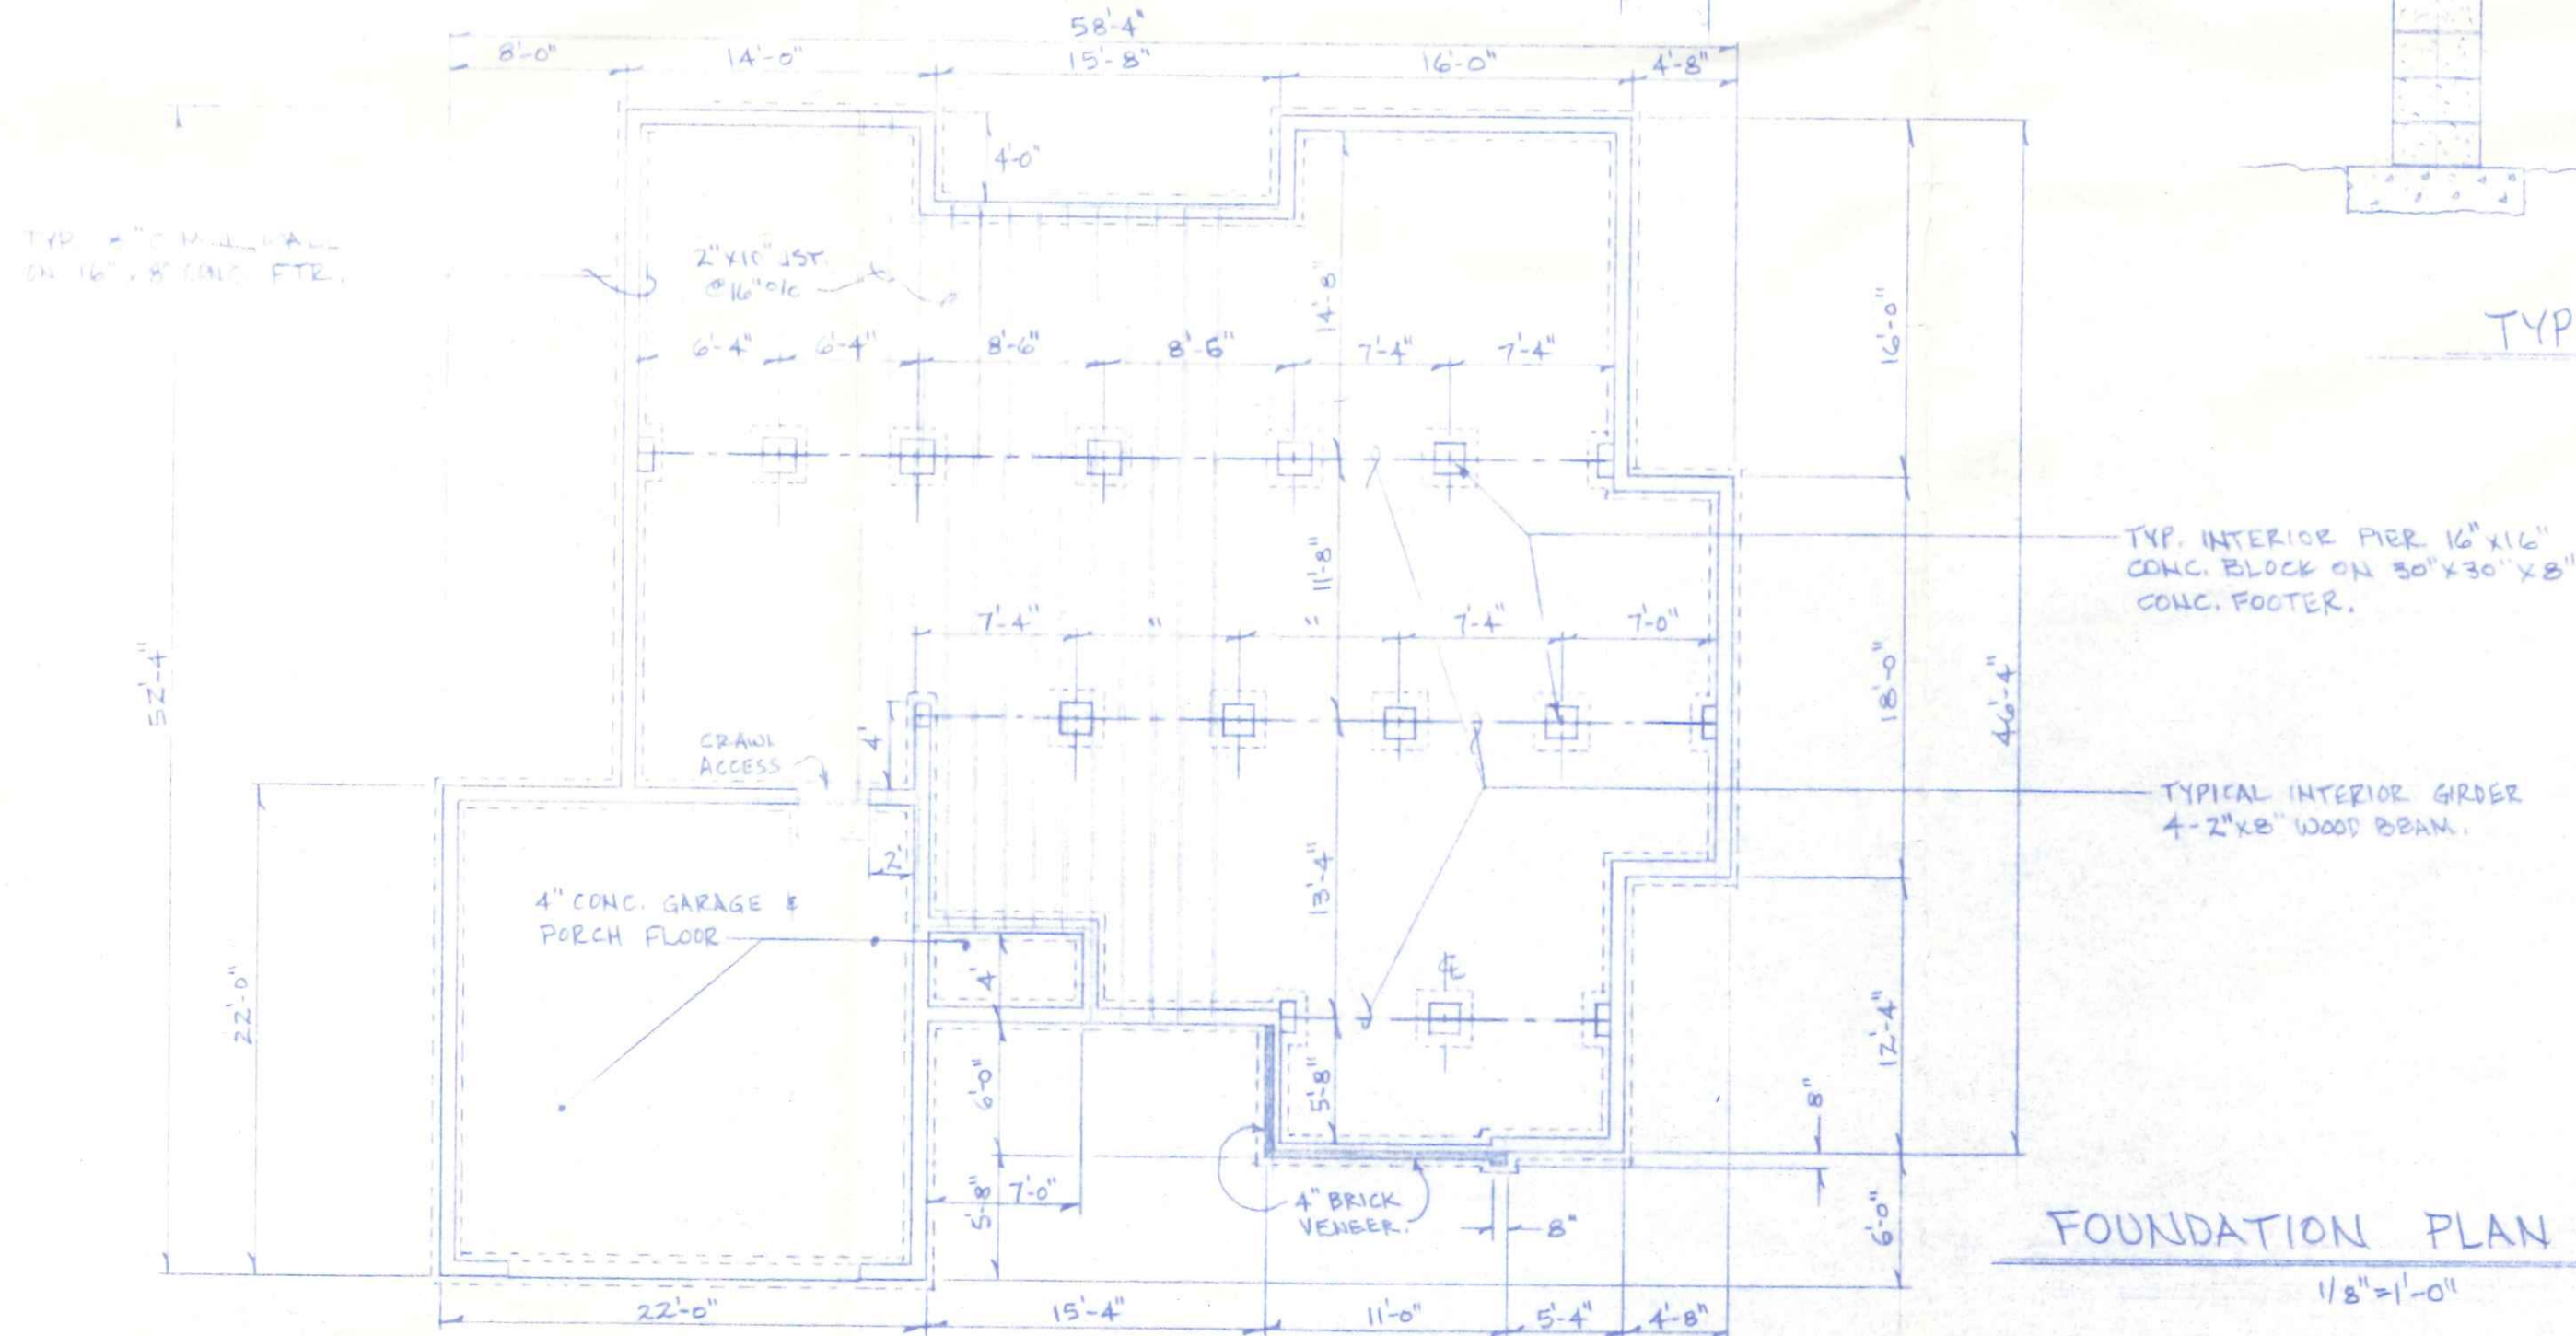 58'-4"
8'-0" 14'-0" 15'-8" 16'-0" 4'-8"
4'-0"
TYP.
ON 16" x 8" CONC. FTR.
2"x10" JST.
@16" o/c
14'-8"
16'-0"
TYP
6'-4" 6'-4" 8'-6" 8'-6" 7'-4" 7'-4"
TYP. INTERIOR PIER 16"x16"
CONC. BLOCK ON 30"x30"x8"
CONC. FOOTER.
11'-8"
7'-4" " " 7'-4" 7'-0"
52'-4"
18'-0"
46'-4"
4'
CRAWL
ACCESS
TYPICAL INTERIOR GIRDER
4-2"x8" WOOD BEAM.
2'
13'-4"
4" CONC. GARAGE &
PORCH FLOOR
4'
℄
22'-0"
12'-4"
6'-0"
5'-8"
8"
5'-8"
7'-0"
4" BRICK
VENEER.
8"
6'-0"
FOUNDATION PLAN
1/8"=1'-0"
22'-0" 15'-4" 11'-0" 5'-4" 4'-8"